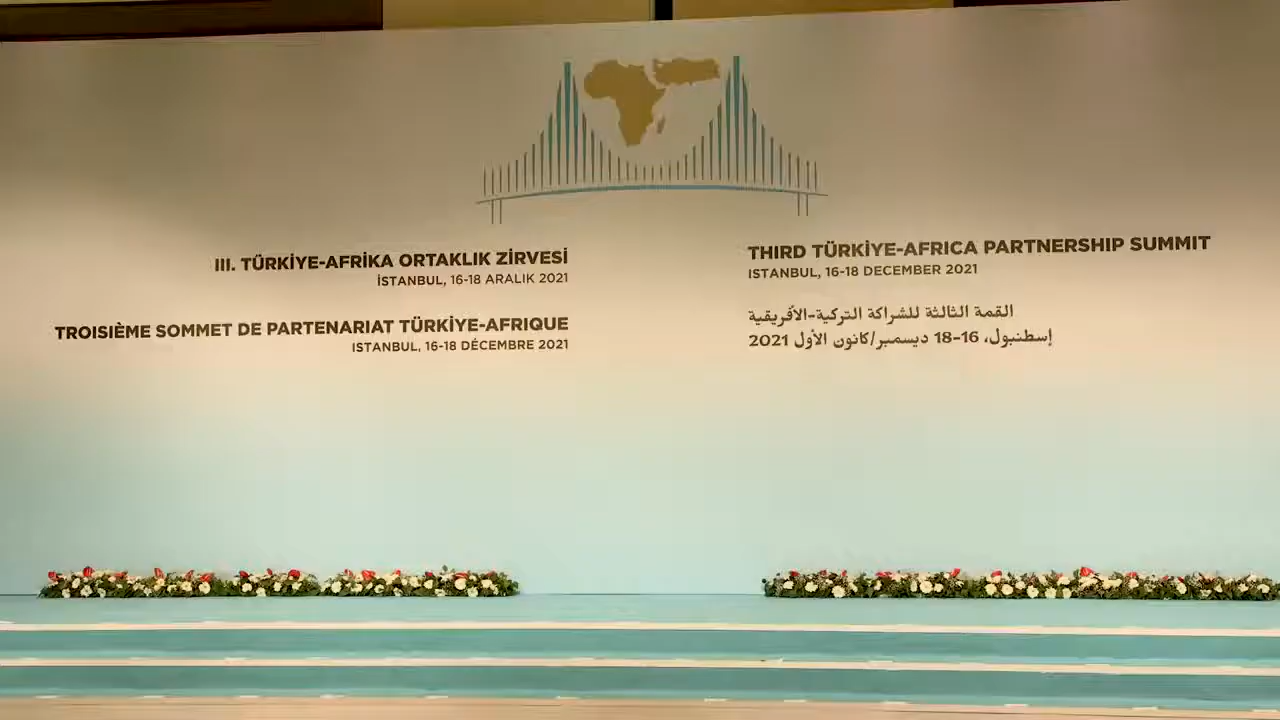 III. TÜRKİYE-AFRİKA ORTAKLIK ZİRVESİ
İSTANBUL, 16-18 ARALIK 2021
TROISIÈME SOMMET DE PARTENARIAT TÜRKİYE-AFRIQUE
ISTANBUL, 16-18 DÉCEMBRE 2021
THIRD TÜRKİYE-AFRICA PARTNERSHIP SUMMIT
ISTANBUL, 16-18 DECEMBER 2021
القمة الثالثة للشراكة التركية-الأفريقية
إسطنبول، 16-18 ديسمبر/كانون الأول 2021